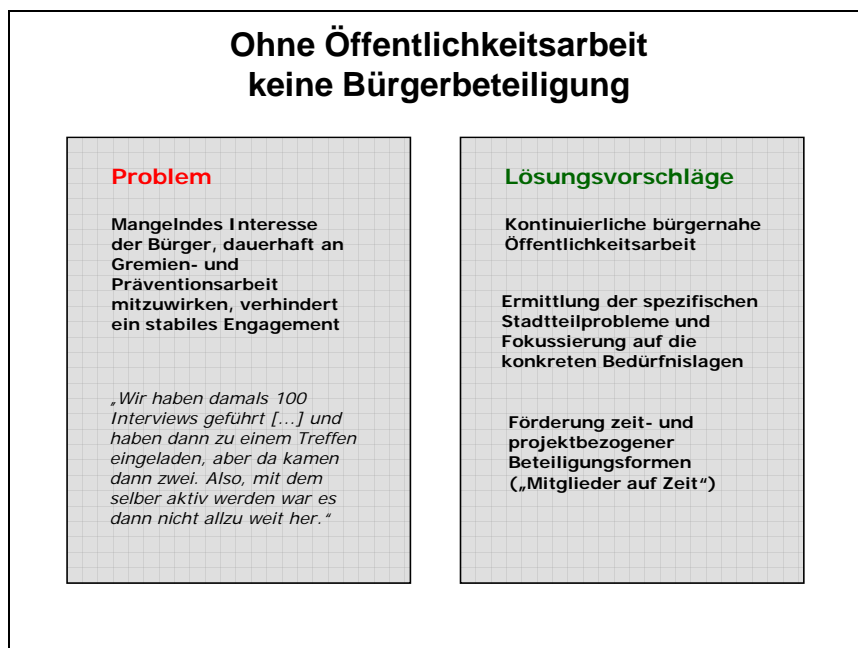 Ohne Öffentlichkeitsarbeit
keine Bürgerbeteiligung
Problem
Mangelndes Interesse
der Bürger, dauerhaft an
Gremien- und
Präventionsarbeit
mitzuwirken, verhindert
ein stabiles Engagement
„Wir haben damals 100
Interviews geführt [...] und
haben dann zu einem Treffen
eingeladen, aber da kamen
dann zwei. Also, mit dem
selber aktiv werden war es
dann nicht allzu weit her.“
Lösungsvorschläge
Kontinuierliche bürgernahe
Öffentlichkeitsarbeit
Ermittlung der spezifischen
Stadtteilprobleme und
Fokussierung auf die
konkreten Bedürfnislagen
Förderung zeit- und
projektbezogener
Beteiligungsformen
(„Mitglieder auf Zeit“)